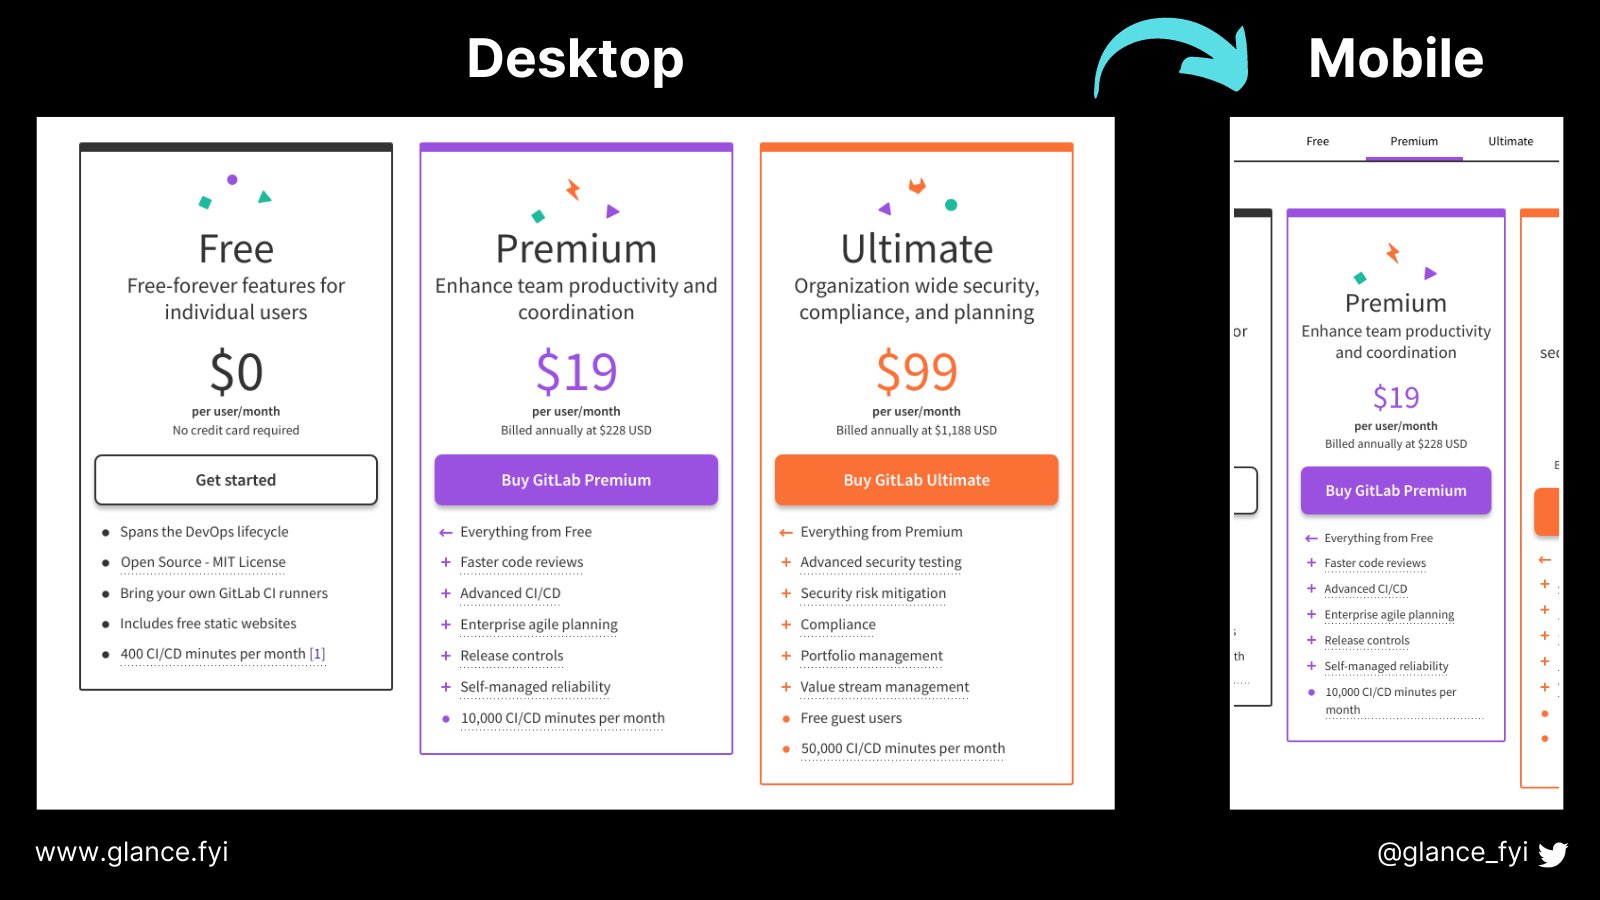 Desktop
Mobile
Free
Free-forever features for
individual users
$0
per user/month
No credit card required
Get started
Spans the DevOps lifecycle
Open Source - MIT License
Bring your own GitLab CI runners
Includes free static websites
400 CI/CD minutes per month [1]
Premium
Enhance team productivity and
coordination
$19
per user/month
Billed annually at $228 USD
Buy GitLab Premium
← Everything from Free
+ Faster code reviews
+ Advanced CI/CD
+ Enterprise agile planning
+ Release controls
+ Self-managed reliability
10,000 CI/CD minutes per month
Ultimate
Organization wide security,
compliance, and planning
$99
per user/month
Billed annually at $1,188 USD
Buy GitLab Ultimate
← Everything from Premium
+ Advanced security testing
+ Security risk mitigation
+ Compliance
+ Portfolio management
+ Value stream management
Free guest users
50,000 CI/CD minutes per month
Free Premium Ultimate
or
th
Premium
Enhance team productivity
and coordination
$19
per user/month
Billed annually at $228 USD
Buy GitLab Premium
← Everything from Free
+ Faster code reviews
+ Advanced CI/CD
+ Enterprise agile planning
+ Release controls
+ Self-managed reliability
10,000 CI/CD minutes per
month
www.glance.fyi
@glance_fyi